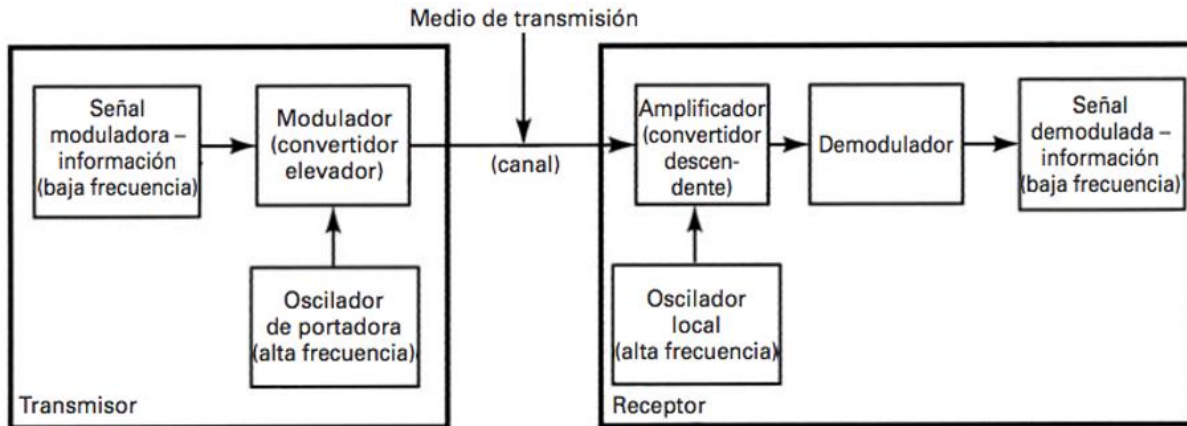 Medio de transmisión
Señal
moduladora –
información
(baja frecuencia)
Modulador
(convertidor
elevador)
(canal)
Amplificador
(convertidor
descen-
dente)
Demodulador
Señal
demodulada –
información
(baja frecuencia)
Oscilador
de portadora
(alta frecuencia)
Oscilador
local
(alta frecuencia)
Transmisor
Receptor